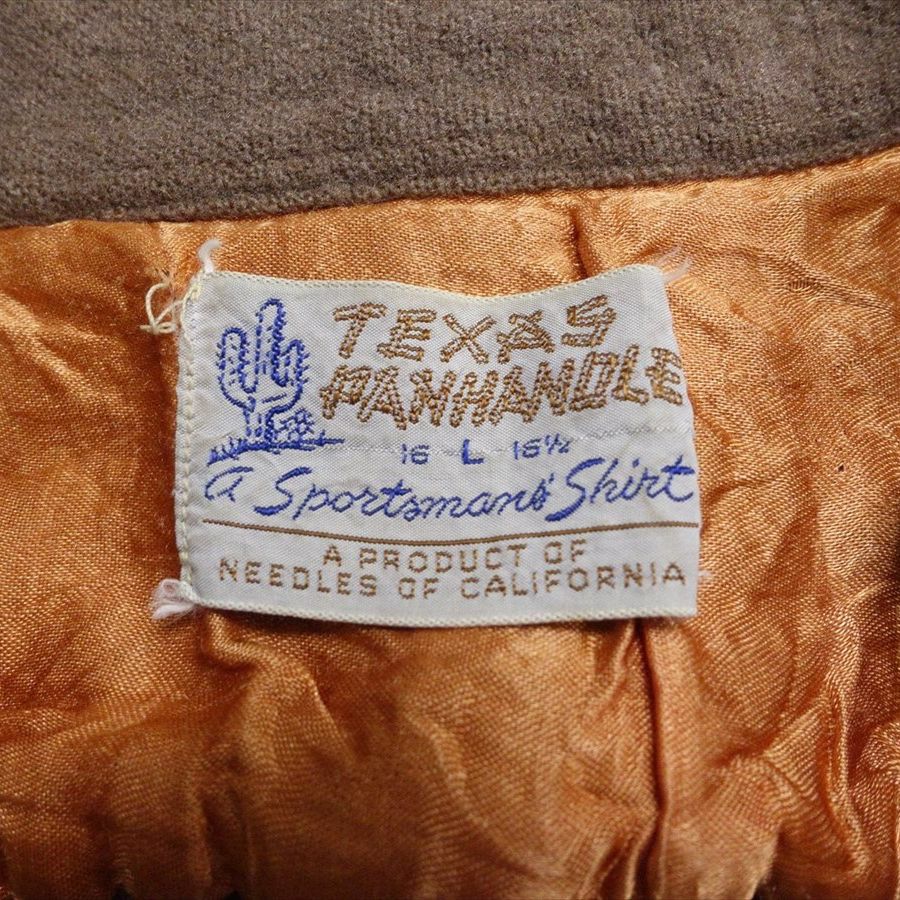 TEXAS
PANHANDLE
16 L 16½
a Sportsman's Shirt
A PRODUCT OF
NEEDLES OF CALIFORNIA